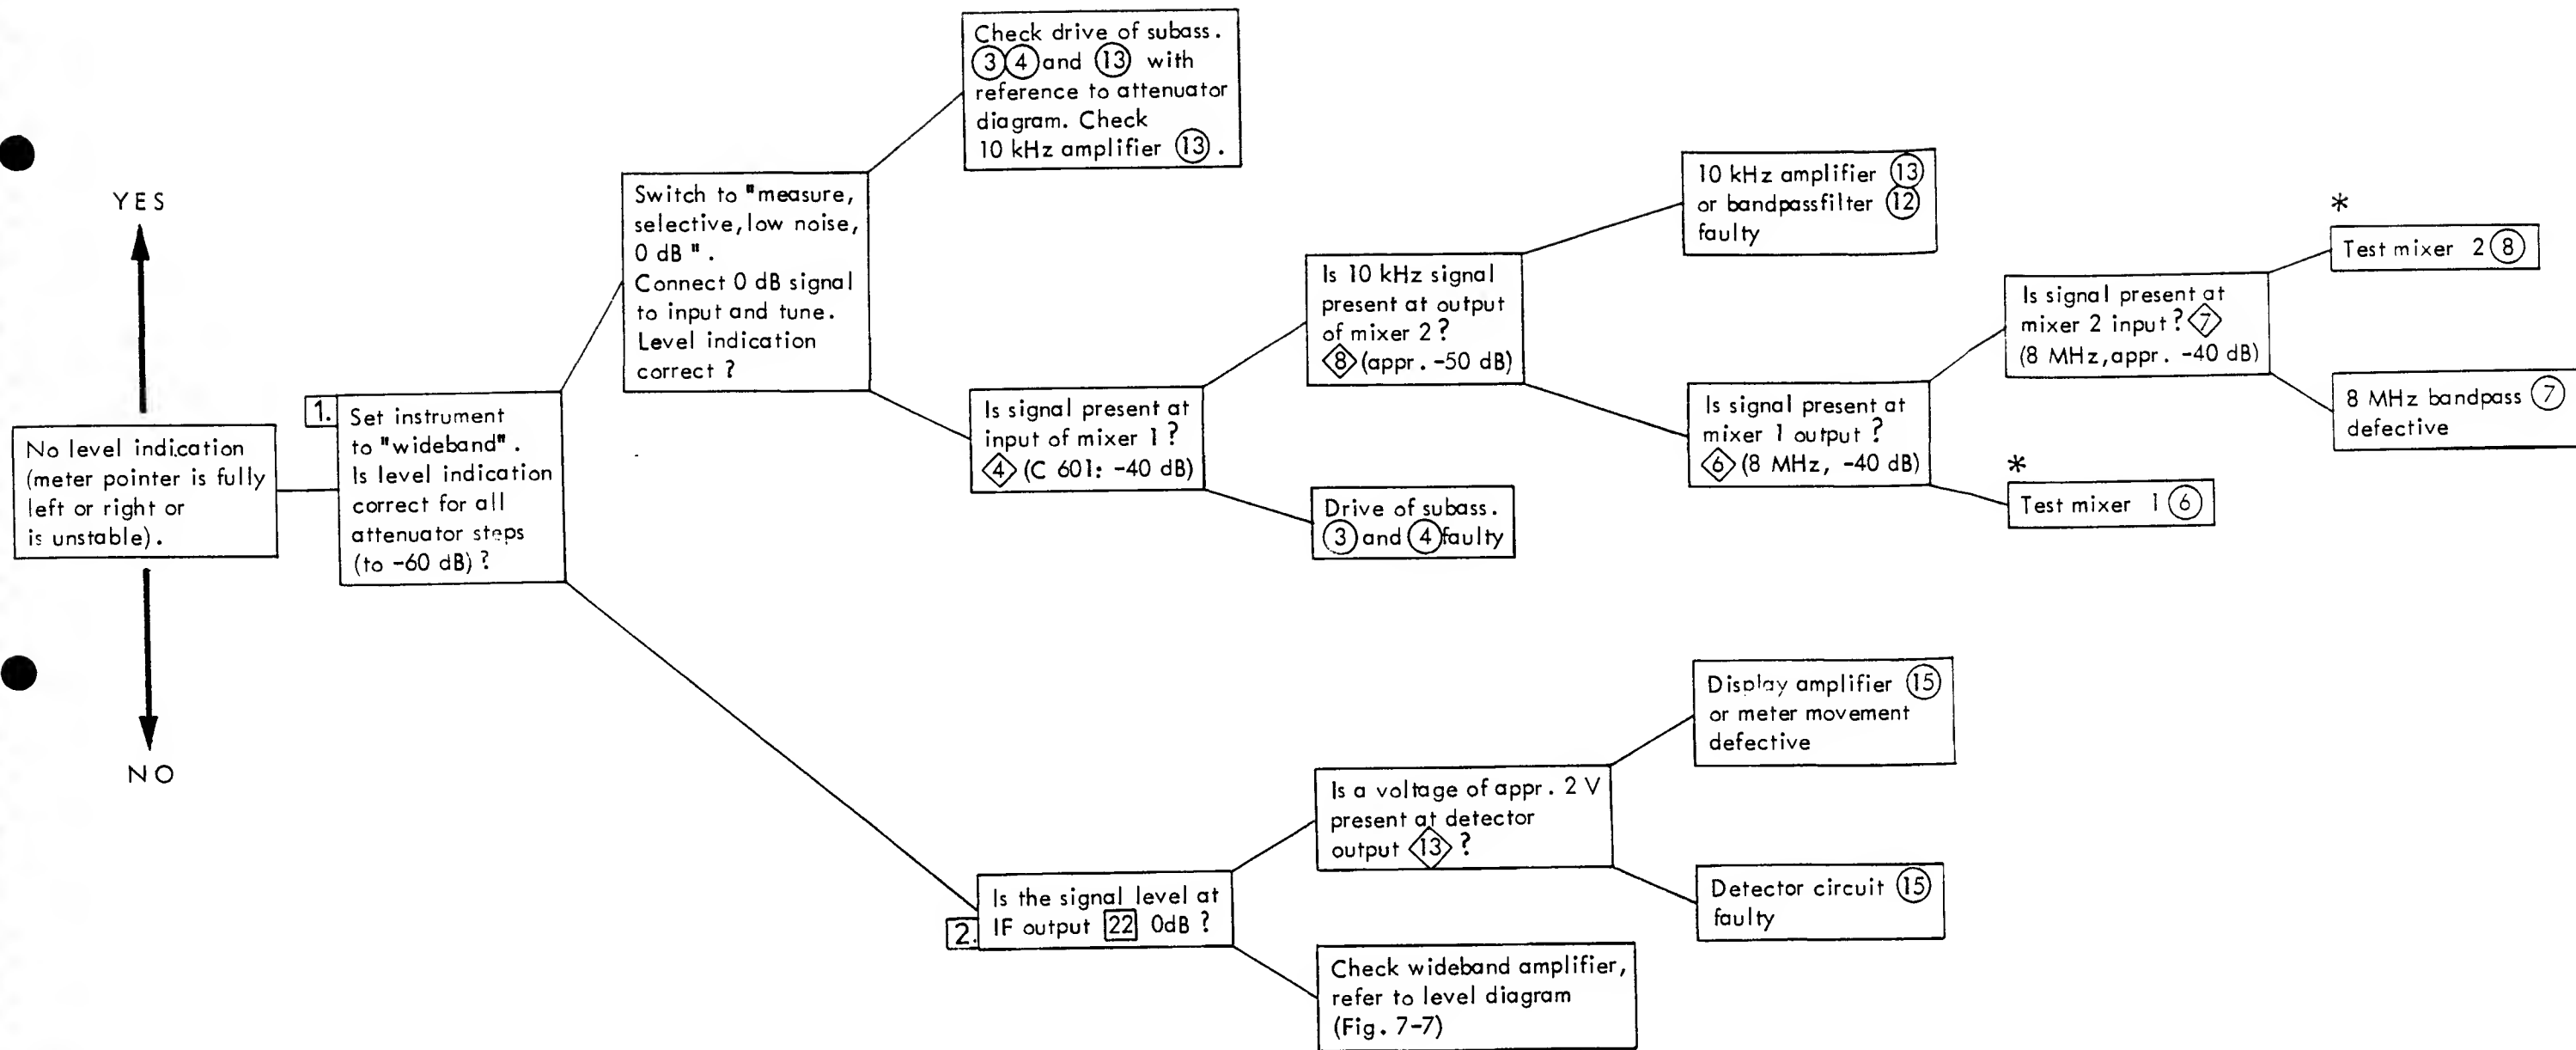 YES
No level indication
(meter pointer is fully
left or right or
is unstable).
NO
1.
Set instrument
to "wideband".
Is level indication
correct for all
attenuator steps
(to -60 dB) ?
Switch to "measure,
selective, low noise,
0 dB ".
Connect 0 dB signal
to input and tune.
Level indication
correct ?
Check drive of subass.
3 4 and 13 with
reference to attenuator
diagram. Check
10 kHz amplifier 13 .
Is signal present at
input of mixer 1 ?
4 (C 601: -40 dB)
Is 10 kHz signal
present at output
of mixer 2 ?
8 (appr. -50 dB)
Drive of subass.
3 and 4 faulty
10 kHz amplifier 13
or bandpassfilter 12
faulty
Is signal present at
mixer 1 output ?
6 (8 MHz, -40 dB)
Is signal present at
mixer 2 input ? 7
(8 MHz, appr. -40 dB)
*
Test mixer 1 6
*
Test mixer 2 8
8 MHz bandpass 7
defective
2.
Is the signal level at
IF output 22 0dB ?
Is a voltage of appr. 2 V
present at detector
output 13 ?
Check wideband amplifier,
refer to level diagram
(Fig. 7-7)
Display amplifier 15
or meter movement
defective
Detector circuit 15
faulty